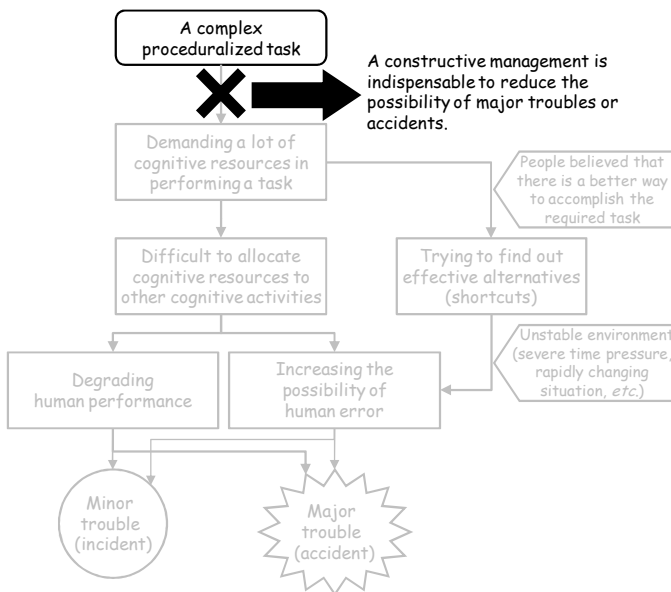 A complex
proceduralized task
A constructive management is
indispensable to reduce the
possibility of major troubles or
accidents.
Demanding a lot of
cognitive resources in
performing a task
People believed that
there is a better way
to accomplish the
required task
Difficult to allocate
cognitive resources to
other cognitive activities
Trying to find out
effective alternatives
(shortcuts)
Unstable environment
(severe time pressure,
rapidly changing
situation, etc.)
Degrading
human performance
Increasing the
possibility of
human error
Minor
trouble
(incident)
Major
trouble
(accident)